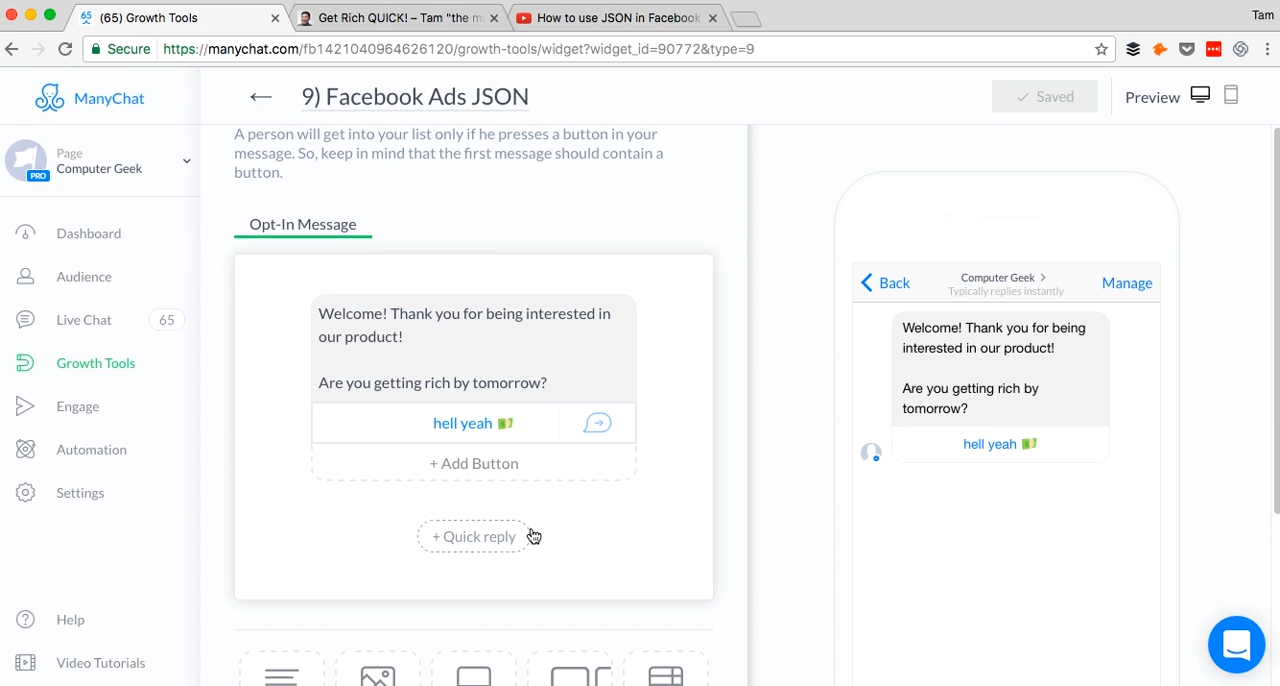 65
(65) Growth Tools
Get Rich QUICK! – Tam "the m
How to use JSON in Facebook
Tam
Secure
https://manychat.com/fb1421040964626120/growth-tools/widget?widget_id=90772&type=9
ManyChat
9) Facebook Ads JSON
Saved
Preview
Page
Computer Geek
PRO
Dashboard
Audience
Live Chat
65
Growth Tools
Engage
Automation
Settings
Help
Video Tutorials
A person will get into your list only if he presses a button in your
message. So, keep in mind that the first message should contain a
button.
Opt-In Message
Welcome! Thank you for being interested in
our product!
Are you getting rich by tomorrow?
hell yeah
+ Add Button
+ Quick reply
Back
Computer Geek
Typically replies instantly
Manage
Welcome! Thank you for being
interested in our product!
Are you getting rich by
tomorrow?
hell yeah